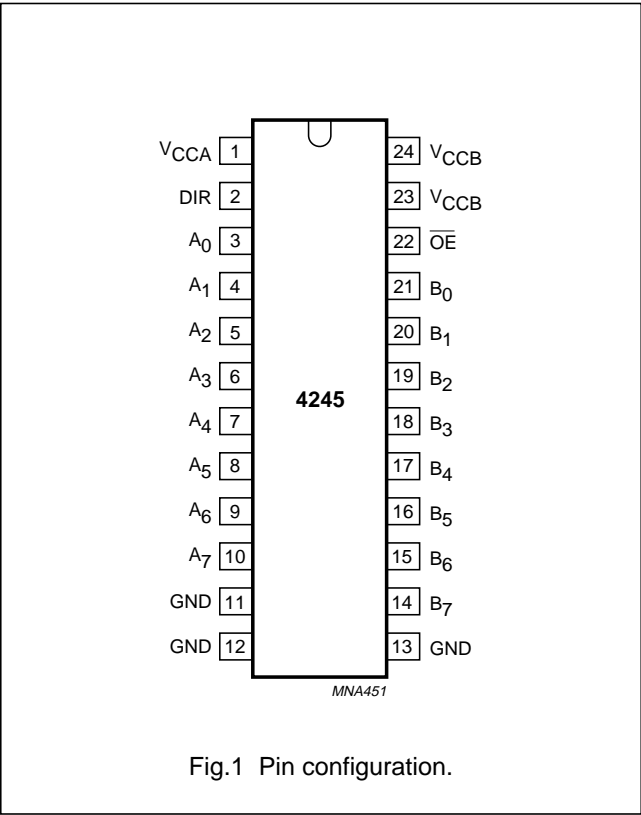 VCCA 1 24 VCCB
DIR 2 23 VCCB
A0 3 22 O̅E̅
A1 4 21 B0
A2 5 20 B1
A3 6 19 B2
4245
A4 7 18 B3
A5 8 17 B4
A6 9 16 B5
A7 10 15 B6
GND 11 14 B7
GND 12 13 GND
MNA451
Fig.1 Pin configuration.